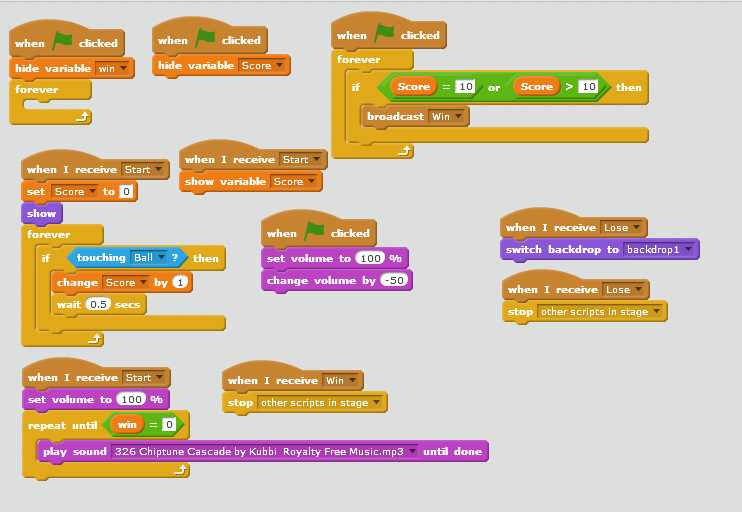 when clicked
hide variable win
forever
when clicked
hide variable Score
when clicked
forever
if Score = 10 or Score > 10 then
broadcast Win
when I receive Start
set Score to 0
show
forever
if touching Ball ? then
change Score by 1
wait 0.5 secs
when I receive Start
show variable Score
when clicked
set volume to 100 %
change volume by -50
when I receive Lose
switch backdrop to backdrop1
when I receive Lose
stop other scripts in stage
when I receive Start
set volume to 100 %
repeat until win = 0
play sound 326 Chiptune Cascade by Kubbi Royalty Free Music.mp3 until done
when I receive Win
stop other scripts in stage